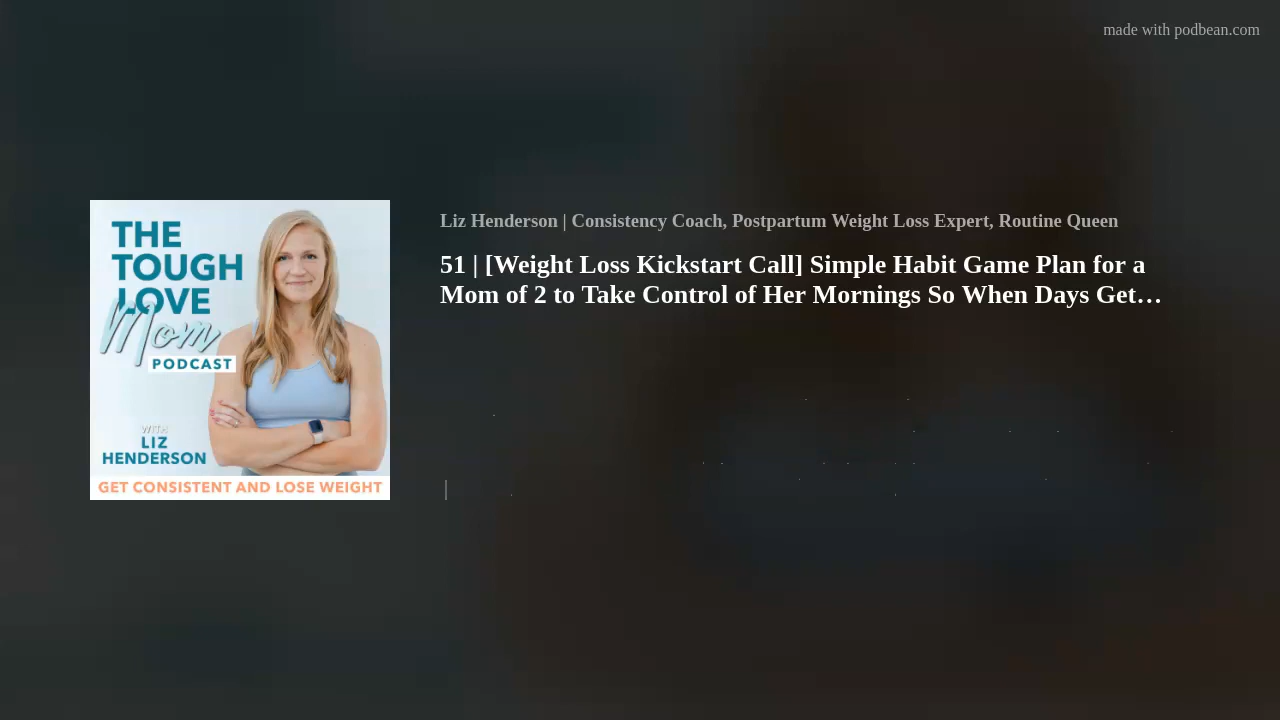 made with podbean.com
THE
TOUGH
LOVE
Mom
PODCAST
WITH
LIZ
HENDERSON
GET CONSISTENT AND LOSE WEIGHT
Liz Henderson | Consistency Coach, Postpartum Weight Loss Expert, Routine Queen
51 | [Weight Loss Kickstart Call] Simple Habit Game Plan for a
Mom of 2 to Take Control of Her Mornings So When Days Get…